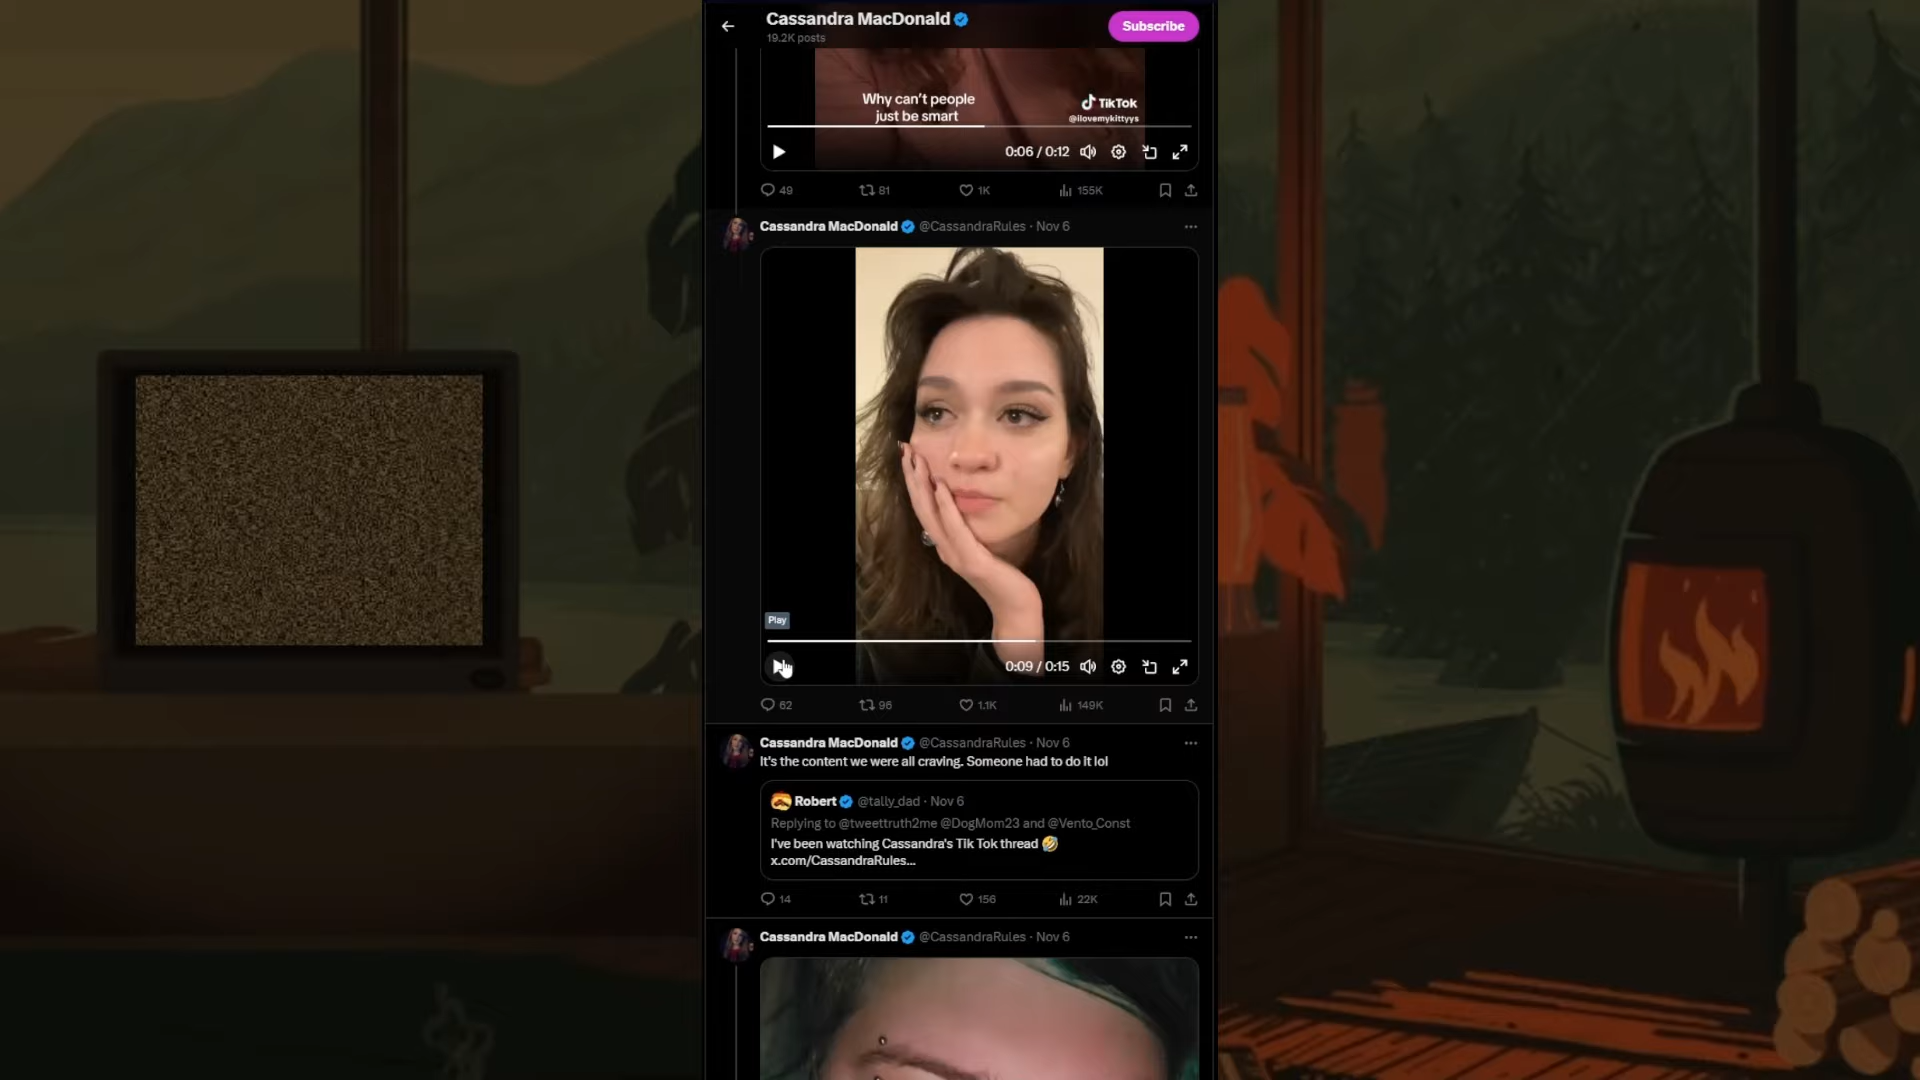 Cassandra MacDonald
19.2K posts
Subscribe
Why can't people
just be smart
TikTok
@ilovemykittyys
0:06 / 0:12
49
81
1K
155K
Cassandra MacDonald @CassandraRules · Nov 6
Play
0:09 / 0:15
62
96
1.1K
149K
Cassandra MacDonald @CassandraRules · Nov 6
It's the content we were all craving. Someone had to do it lol
Robert @tally_dad · Nov 6
Replying to @tweettruth2me @DogMom23 and @Vento_Const
I've been watching Cassandra's Tik Tok thread 🤣
x.com/CassandraRules...
14
11
156
22K
Cassandra MacDonald @CassandraRules · Nov 6